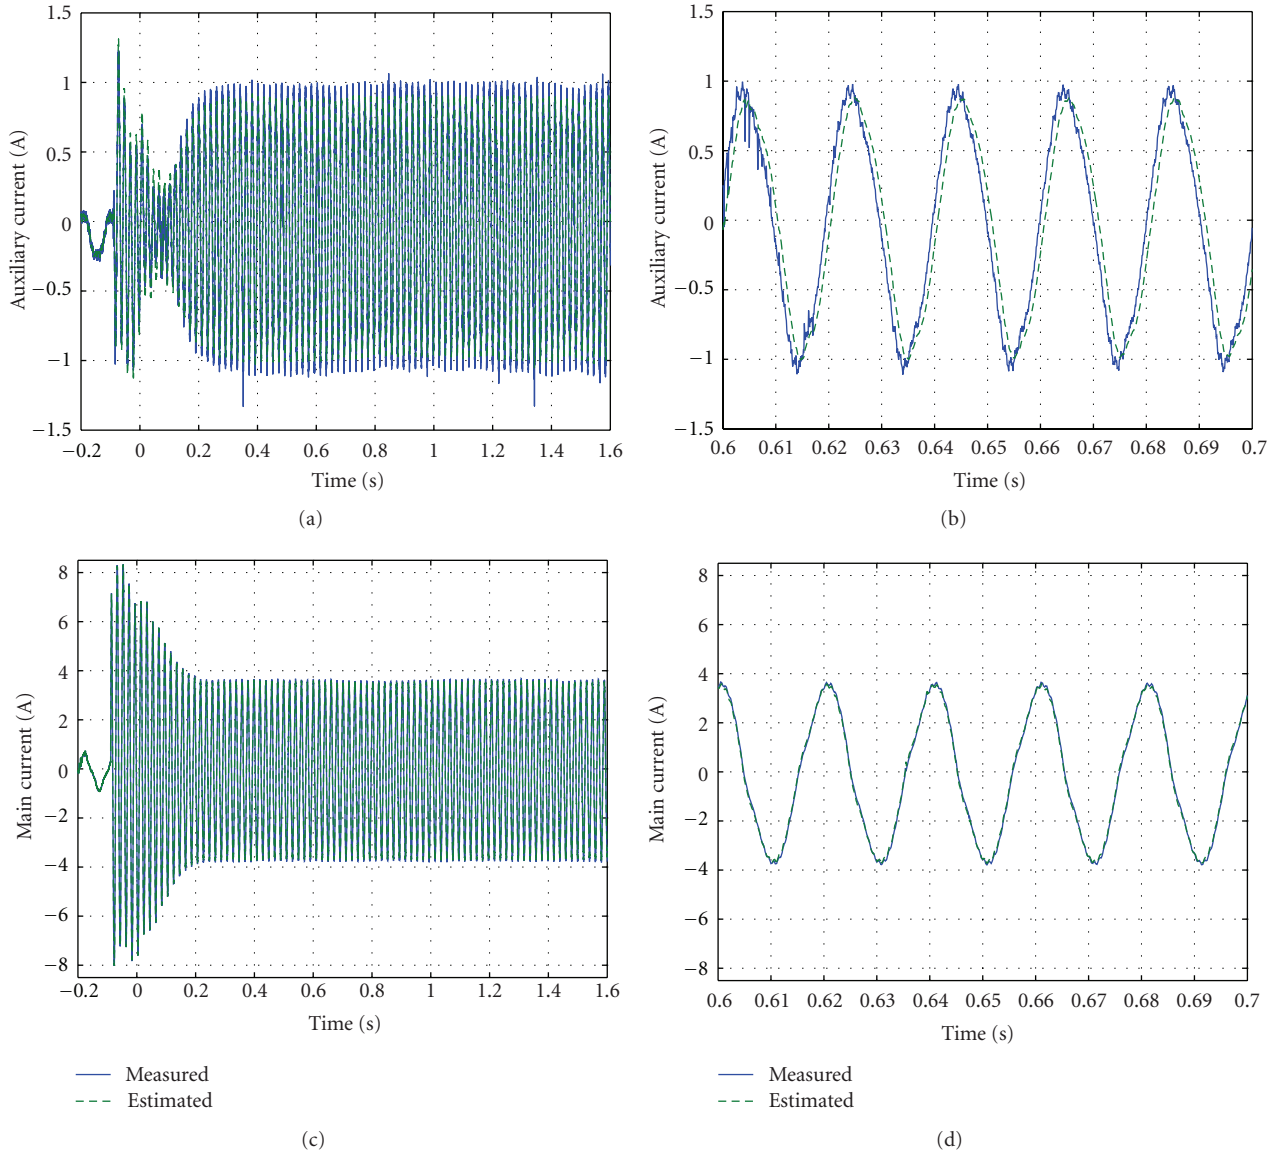 1.5
1
0.5
0
−0.5
−1
−1.5
Auxiliary current (A)
−0.2 0 0.2 0.4 0.6 0.8 1 1.2 1.4 1.6
Time (s)
(a)
1.5
1
0.5
0
−0.5
−1
−1.5
Auxiliary current (A)
0.6 0.61 0.62 0.63 0.64 0.65 0.66 0.67 0.68 0.69 0.7
Time (s)
(b)
8
6
4
2
0
−2
−4
−6
−8
Main current (A)
−0.2 0 0.2 0.4 0.6 0.8 1 1.2 1.4 1.6
Time (s)
Measured
Estimated
(c)
8
6
4
2
0
−2
−4
−6
−8
Main current (A)
0.6 0.61 0.62 0.63 0.64 0.65 0.66 0.67 0.68 0.69 0.7
Time (s)
Measured
Estimated
(d)